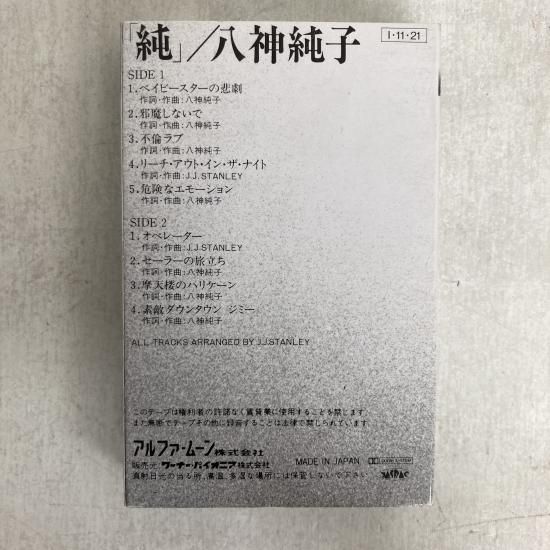 「純」／八神純子
I・11・21
SIDE 1
1.ベイビースターの悲劇
作詞・作曲：八神純子
2.邪魔しないで
作詞・作曲：八神純子
3.不倫ラブ
作詞・作曲：八神純子
4.リーチ・アウト・イン・ザ・ナイト
作詞・作曲：J.J.STANLEY
5.危険なエモーション
作詞・作曲：八神純子
SIDE 2
1.オペレーター
作詞・作曲：J.J.STANLEY
2.セーラーの旅立ち
作詞・作曲：八神純子
3.摩天楼のハリケーン
作詞・作曲：八神純子
4.素敵ダウンタウン ジミー
作詞・作曲：八神純子
ALL TRACKS ARRANGED BY J.J.STANLEY
このテープは権利者の許諾なく賃貸業に使用することを禁じます。
また無断でテープその他に録音することは法律で禁じられています。
アルファ・ムーン株式会社
販売元：ワーナー・パイオニア株式会社
MADE IN JAPAN
JASRAC
直射日光の当る所、高温、多湿な場所には保管しないで下さい。